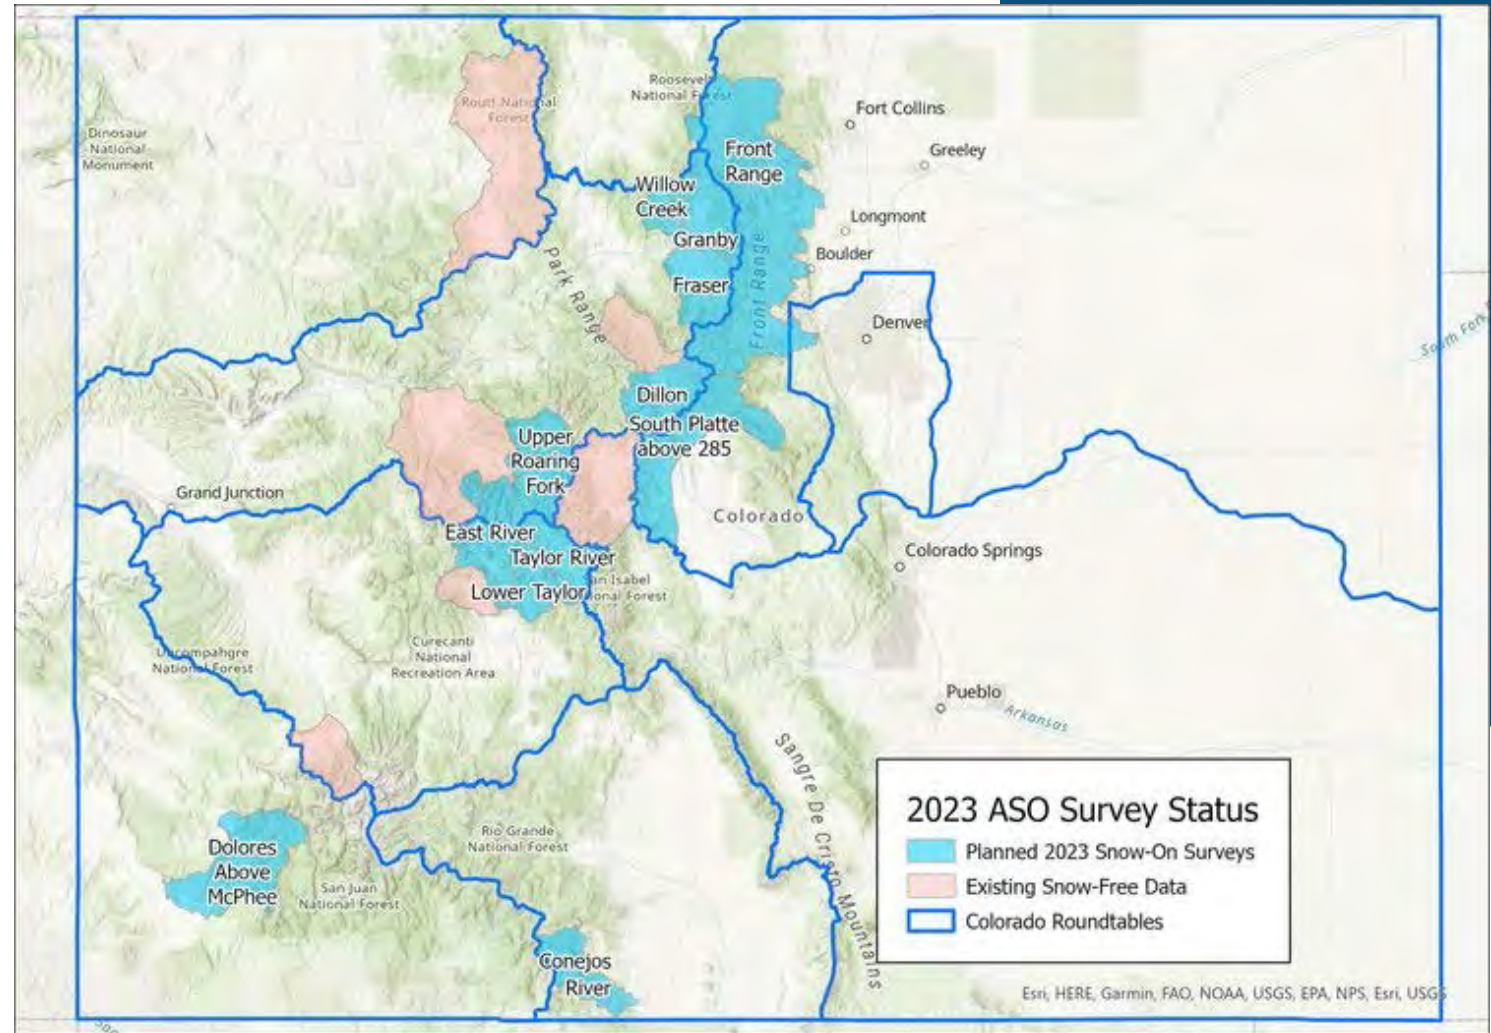 Roosevelt
National Forest
Routt National
Forest
Fort Collins
Dinosaur
National
Monument
Front
Range
Greeley
Willow
Creek
Longmont
Granby
Boulder
Park Range
Fraser
Front Range
Denver
South Fork
Dillon
South Platte
above 285
Upper
Roaring
Fork
Grand Junction
Colorado
East River
Taylor River
Colorado Springs
Lower Taylor
an Isabel
ional Forest
Curecanti
National
Recreation Area
Uncompahgre
National Forest
Pueblo
Arkansas
Sangre De Cristo Mountains
2023 ASO Survey Status
Planned 2023 Snow-On Surveys
Existing Snow-Free Data
Colorado Roundtables
Rio Grande
National Forest
Dolores
Above
McPhee
San Juan
National Forest
Conejos
River
Esri, HERE, Garmin, FAO, NOAA, USGS, EPA, NPS, Esri, USGS